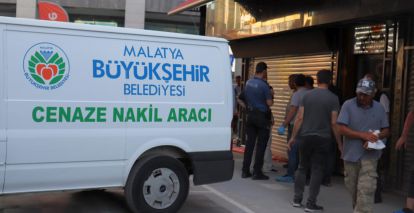 MALATYA
BÜYÜKŞEHİR
BELEDİYESİ
CENAZE NAKİL ARACI